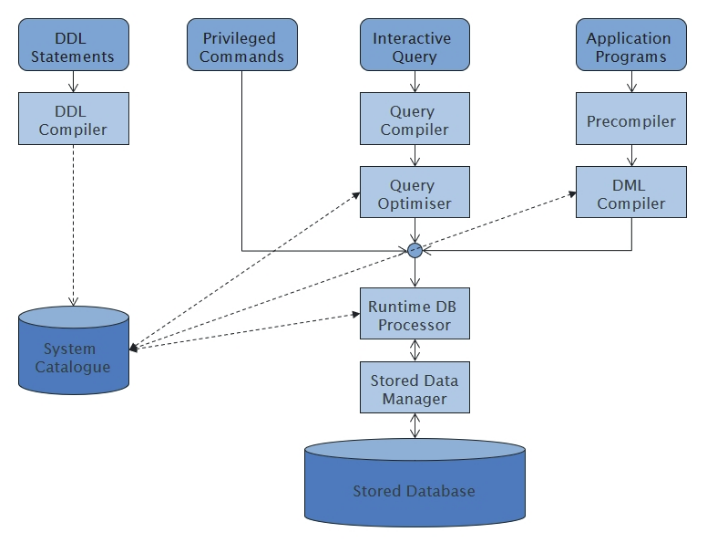 DDL
Statements
Privileged
Commands
Interactive
Query
Application
Programs
DDL
Compiler
Query
Compiler
Precompiler
Query
Optimiser
DML
Compiler
Runtime DB
Processor
System
Catalogue
Stored Data
Manager
Stored Database